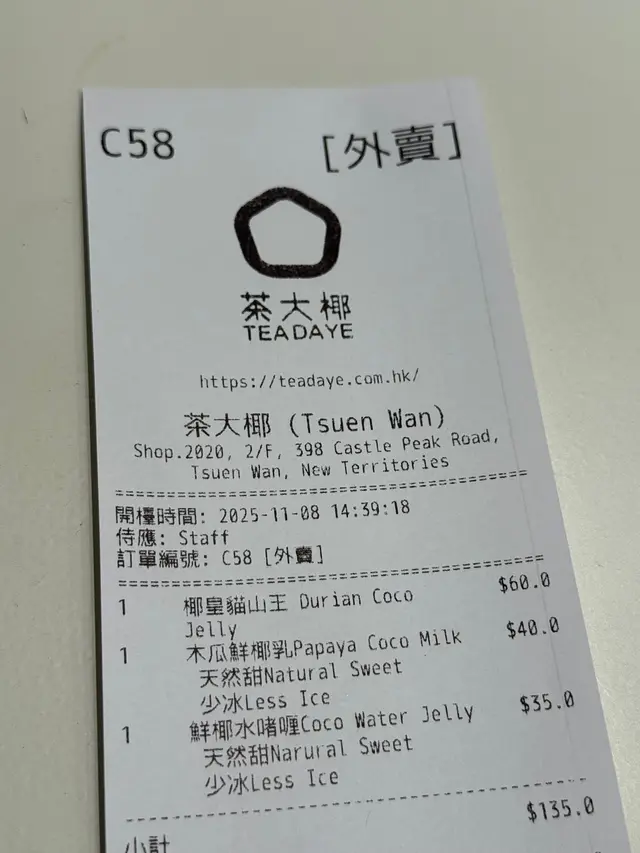 C58 [外賣]
茶大椰
TEADAYE
https://teadaye.com.hk/
茶大椰 (Tsuen Wan)
Shop.2020, 2/F, 398 Castle Peak Road,
Tsuen Wan, New Territories
開檯時間: 2025-11-08 14:39:18
侍應: Staff
訂單編號: C58 [外賣]
1 椰皇貓山王 Durian Coco $60.0
Jelly
1 木瓜鮮椰乳Papaya Coco Milk $40.0
天然甜Natural Sweet
少冰Less Ice
1 鮮椰水啫喱Coco Water Jelly $35.0
天然甜Narural Sweet
少冰Less Ice
小計 $135.0